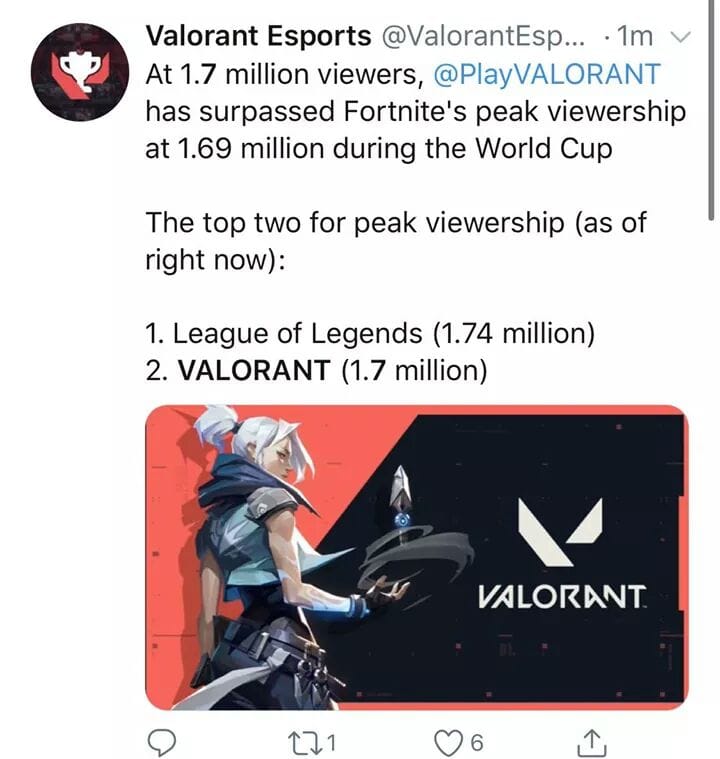 Valorant Esports @ValorantEsp... · 1m
At 1.7 million viewers, @PlayVALORANT
has surpassed Fortnite's peak viewership
at 1.69 million during the World Cup
The top two for peak viewership (as of
right now):
1. League of Legends (1.74 million)
2. VALORANT (1.7 million)
VALORANT
1
6